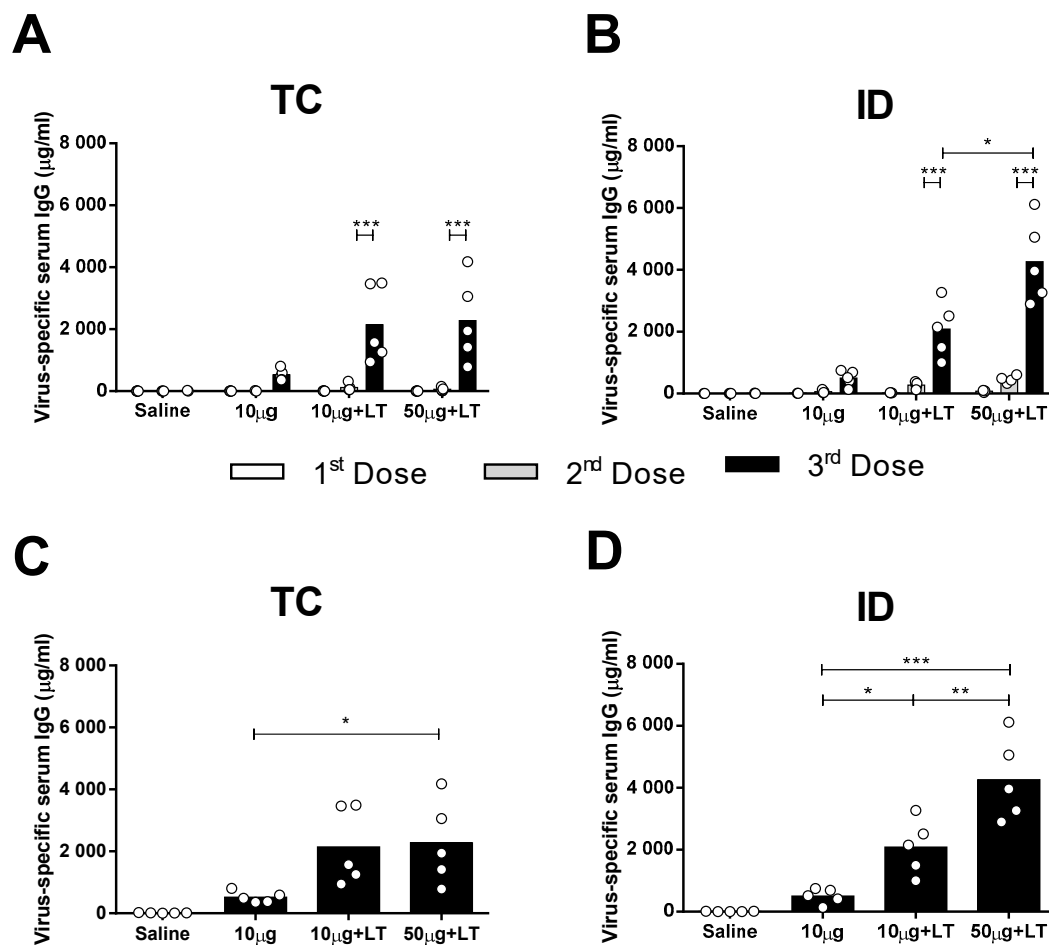 A
B
TC
ID
Virus-specific serum IgG (μg/ml)
8 000
6 000
4 000
2 000
0
*** ***
Saline 10μg 10μg+LT 50μg+LT
Virus-specific serum IgG (μg/ml)
8 000
6 000
4 000
2 000
0
*
*** ***
Saline 10μg 10μg+LT 50μg+LT
1st Dose 2nd Dose 3rd Dose
C
D
TC
ID
Virus-specific serum IgG (μg/ml)
8 000
6 000
4 000
2 000
0
*
Saline 10μg 10μg+LT 50μg+LT
Virus-specific serum IgG (μg/ml)
8 000
6 000
4 000
2 000
0
***
* **
Saline 10μg 10μg+LT 50μg+LT